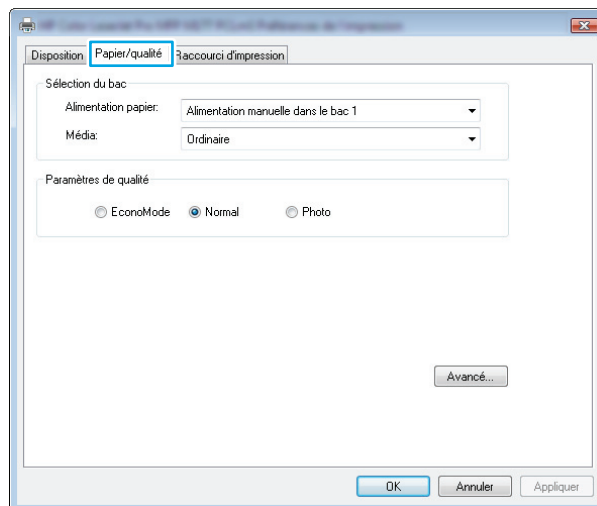 Disposition Papier/qualité Raccourci d'impression
Sélection du bac
Alimentation papier: Alimentation manuelle dans le bac 1
Média: Ordinaire
Paramètres de qualité
EconoMode Normal Photo
Avancé...
OK Annuler Appliquer